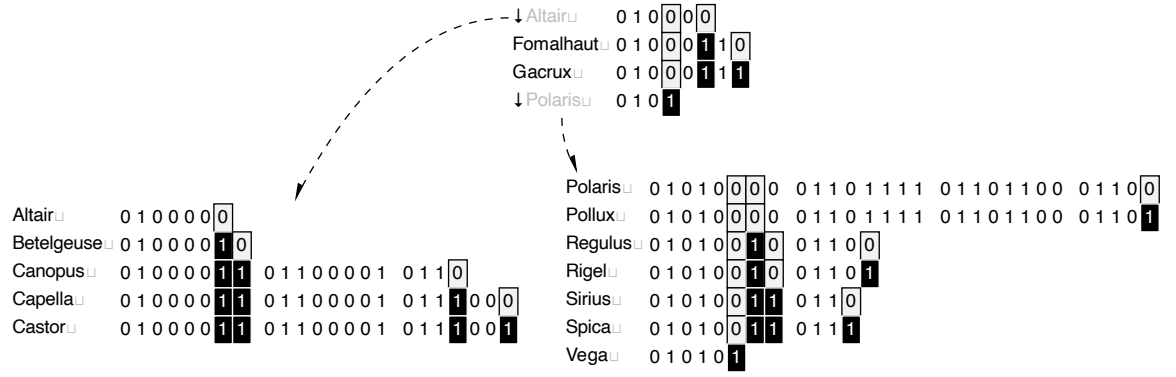 ↓Altair␣ 0 1 0 0 0 0
Fomalhaut␣ 0 1 0 0 0 1 1 0
Gacrux␣ 0 1 0 0 0 1 1 1
↓Polaris␣ 0 1 0 1
Altair␣ 0 1 0 0 0 0 0
Betelgeuse␣ 0 1 0 0 0 0 1 0
Canopus␣ 0 1 0 0 0 0 1 1 0 1 1 0 0 0 0 1 0 1 1 0
Capella␣ 0 1 0 0 0 0 1 1 0 1 1 0 0 0 0 1 0 1 1 1 0 0 0
Castor␣ 0 1 0 0 0 0 1 1 0 1 1 0 0 0 0 1 0 1 1 1 0 0 1
Polaris␣ 0 1 0 1 0 0 0 0 0 1 1 0 1 1 1 1 0 1 1 0 1 1 0 0 0 1 1 0 0
Pollux␣ 0 1 0 1 0 0 0 0 0 1 1 0 1 1 1 1 0 1 1 0 1 1 0 0 0 1 1 0 1
Regulus␣ 0 1 0 1 0 0 1 0 0 1 1 0 0
Rigel␣ 0 1 0 1 0 0 1 0 0 1 1 0 1
Sirius␣ 0 1 0 1 0 0 1 1 0 1 1 0
Spica␣ 0 1 0 1 0 0 1 1 0 1 1 1
Vega␣ 0 1 0 1 0 1